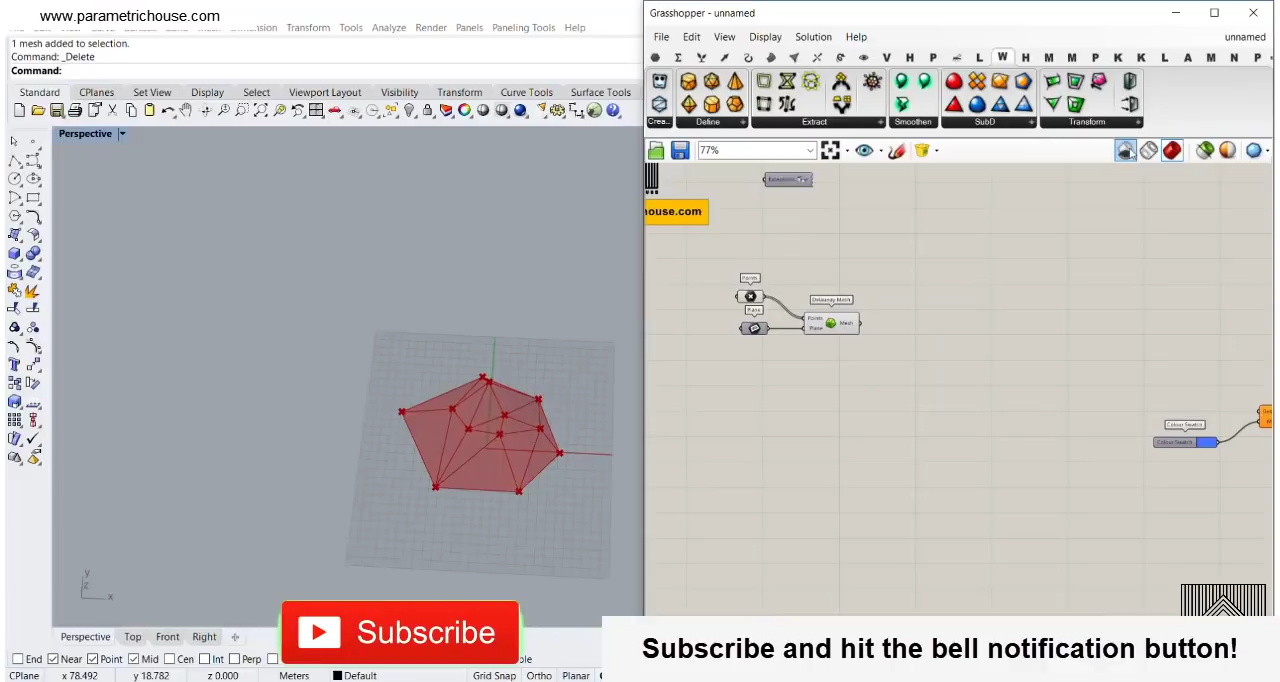 www.parametrichouse.com
Transform Tools Analyze Render Panels Paneling Tools Help
1 mesh added to selection.
Command: _Delete
Command:
Standard CPlanes Set View Display Select Viewport Layout Visibility Transform Curve Tools Surface Tools
Perspective
y
z
x
Perspective Top Front Right
End Near Point Mid Cen Int Perp
CPlane x 78.492 y 18.782 z 0.000 Meters Default Grid Snap Ortho Planar
Grasshopper - unnamed
File Edit View Display Solution Help unnamed
V H P L W H M M P K K L A M N P
Crea... Define Extract Smoothen SubD Transform
77%
house.com
Points
Plane
Delaunay Mesh
Points
Plane
Mesh
Colour Swatch
Colour Swatch
Subscribe
Subscribe and hit the bell notification button!